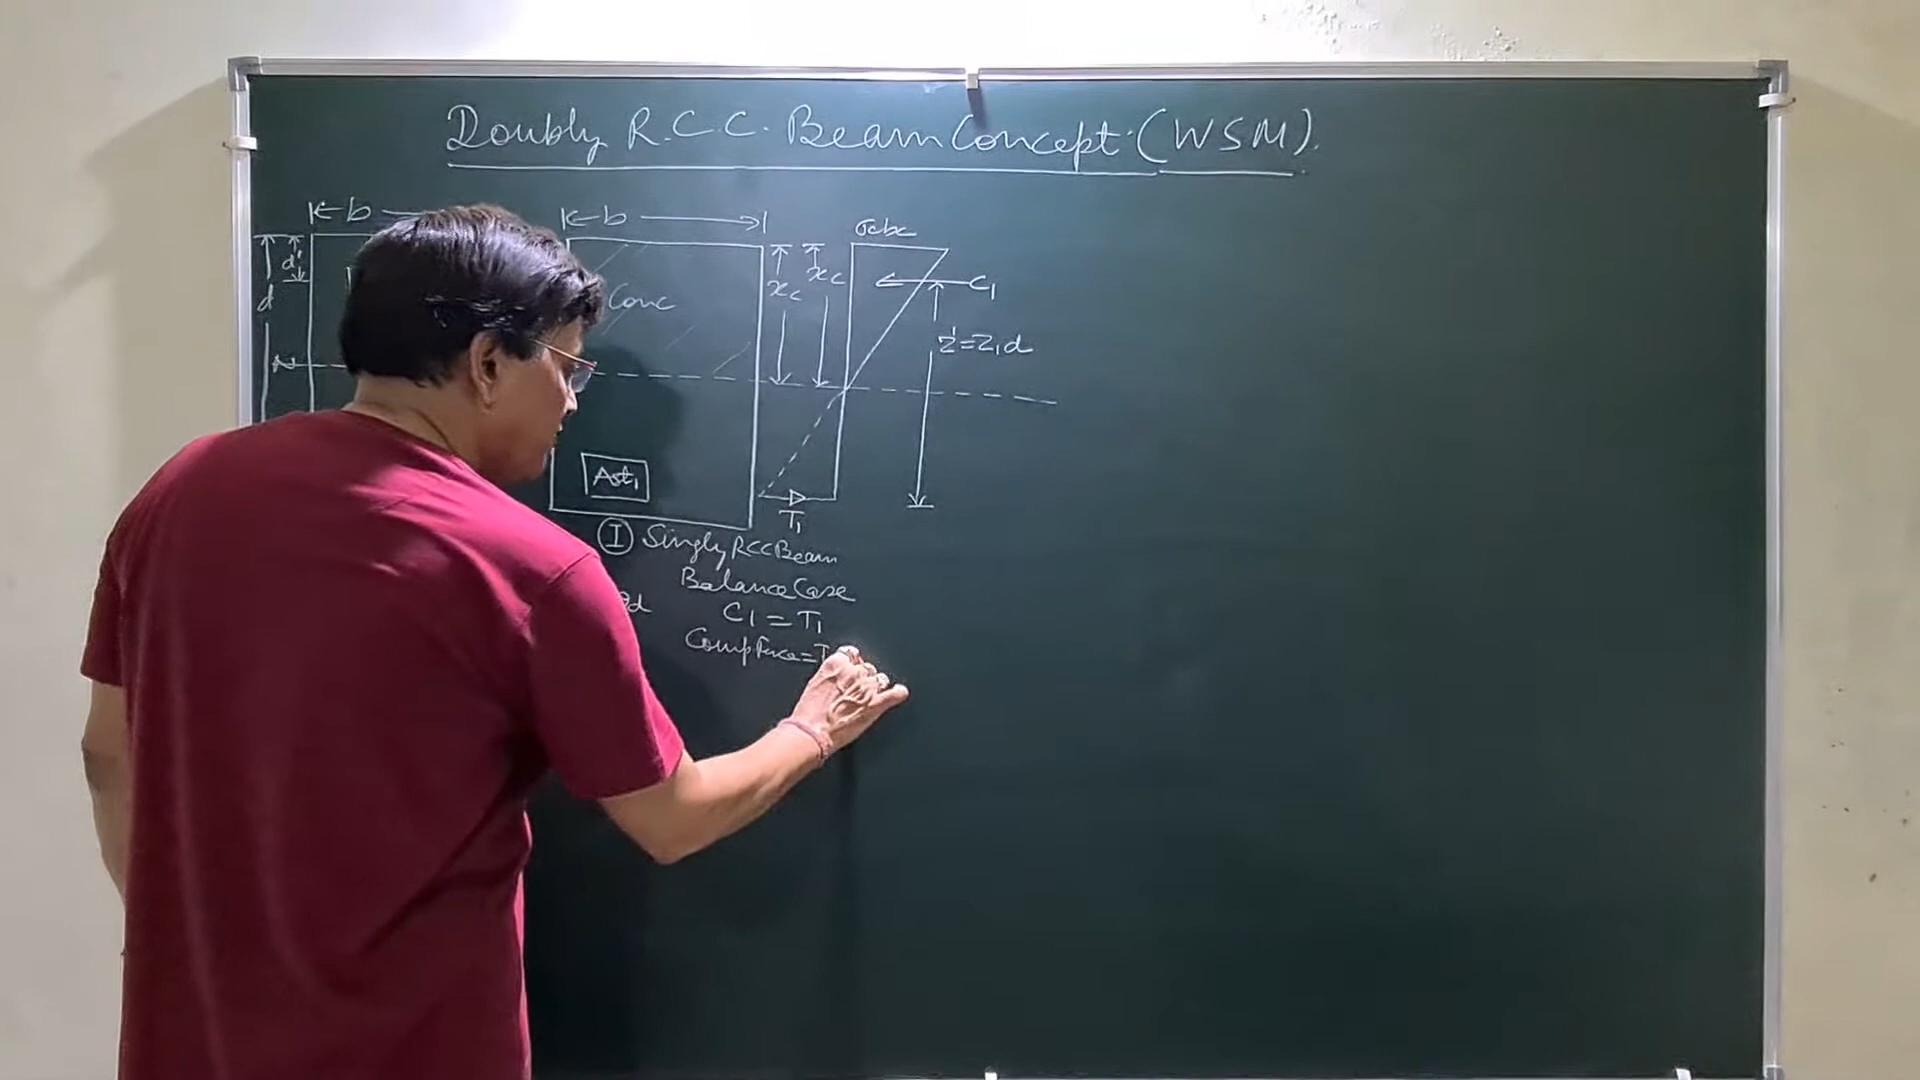 Doubly R.C.C. Beam Concept (WSM).
b
d'
d
N
b
Conc
xc
xc
σcbc
C1
z'=Z1d
Ast1
T1
I Singly RCC Beam
Balance Case
C1 = T1
Comp Force = T